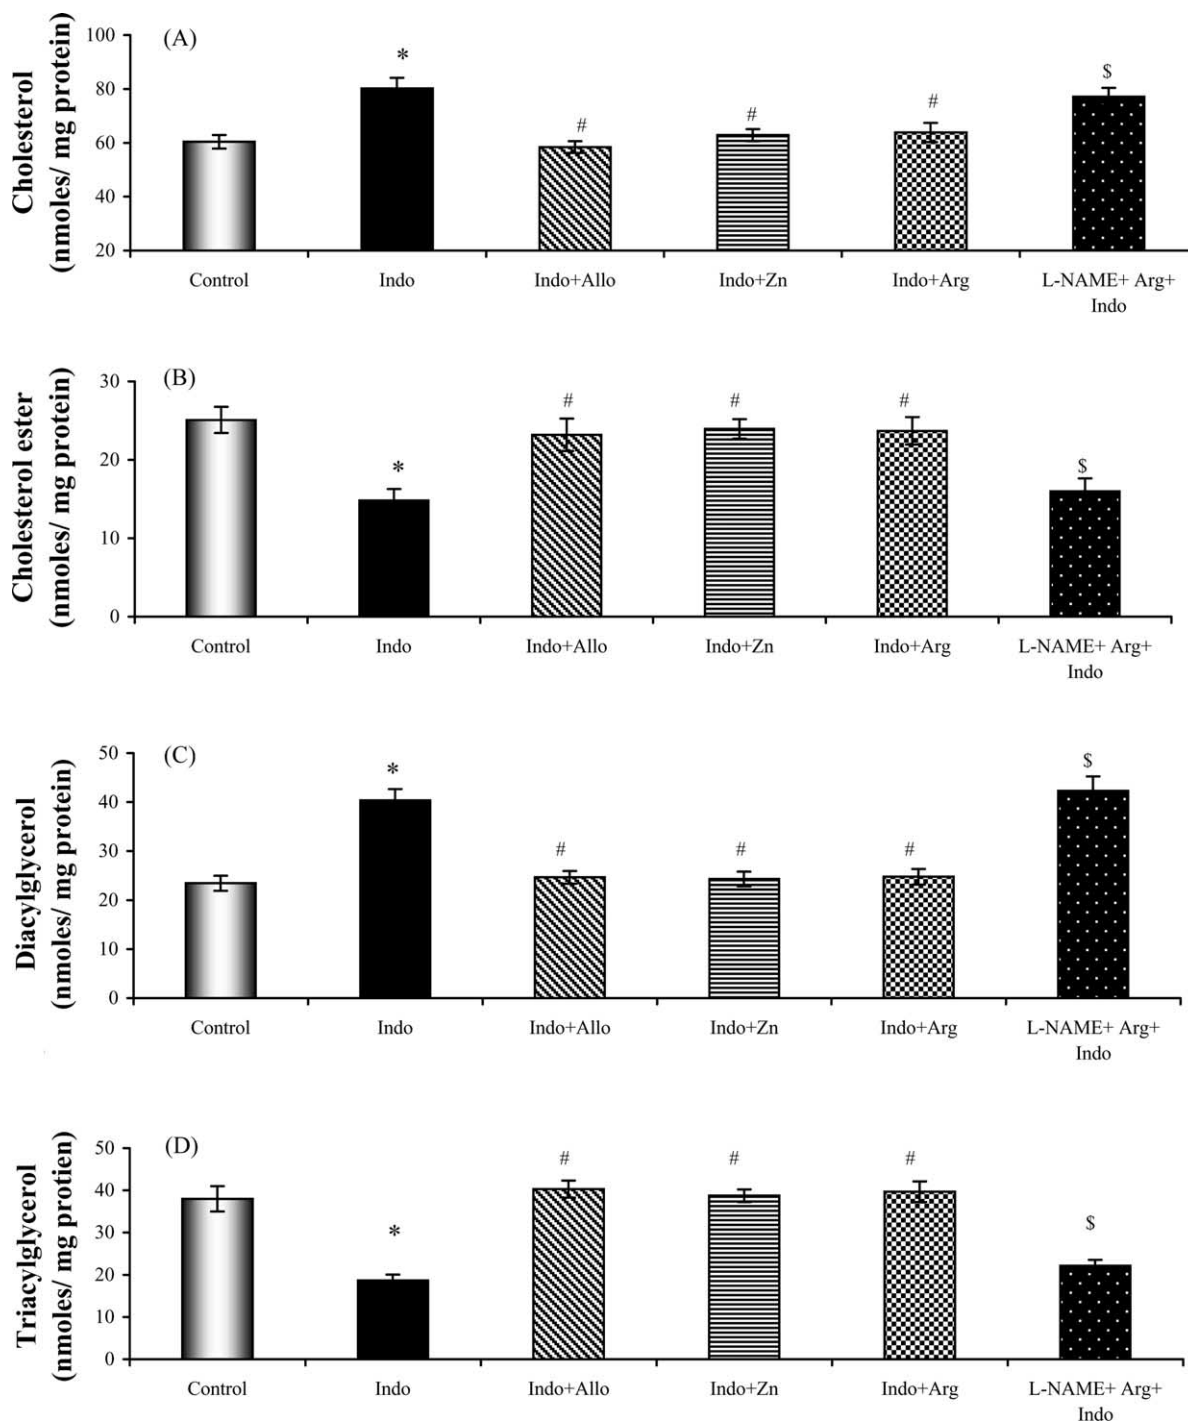 (A)
Cholesterol
(nmoles/ mg protein)
100
80
60
40
20
*
#
#
#
$
Control
Indo
Indo+Allo
Indo+Zn
Indo+Arg
L-NAME+ Arg+
Indo
(B)
Cholesterol ester
(nmoles/ mg protein)
30
20
10
0
*
#
#
#
$
Control
Indo
Indo+Allo
Indo+Zn
Indo+Arg
L-NAME+ Arg+
Indo
(C)
Diacylglycerol
(nmoles/ mg protein)
50
40
30
20
10
0
*
#
#
#
$
Control
Indo
Indo+Allo
Indo+Zn
Indo+Arg
L-NAME+ Arg+
Indo
(D)
Triacylglycerol
(nmoles/ mg protien)
50
40
30
20
10
0
*
#
#
#
$
Control
Indo
Indo+Allo
Indo+Zn
Indo+Arg
L-NAME+ Arg+
Indo